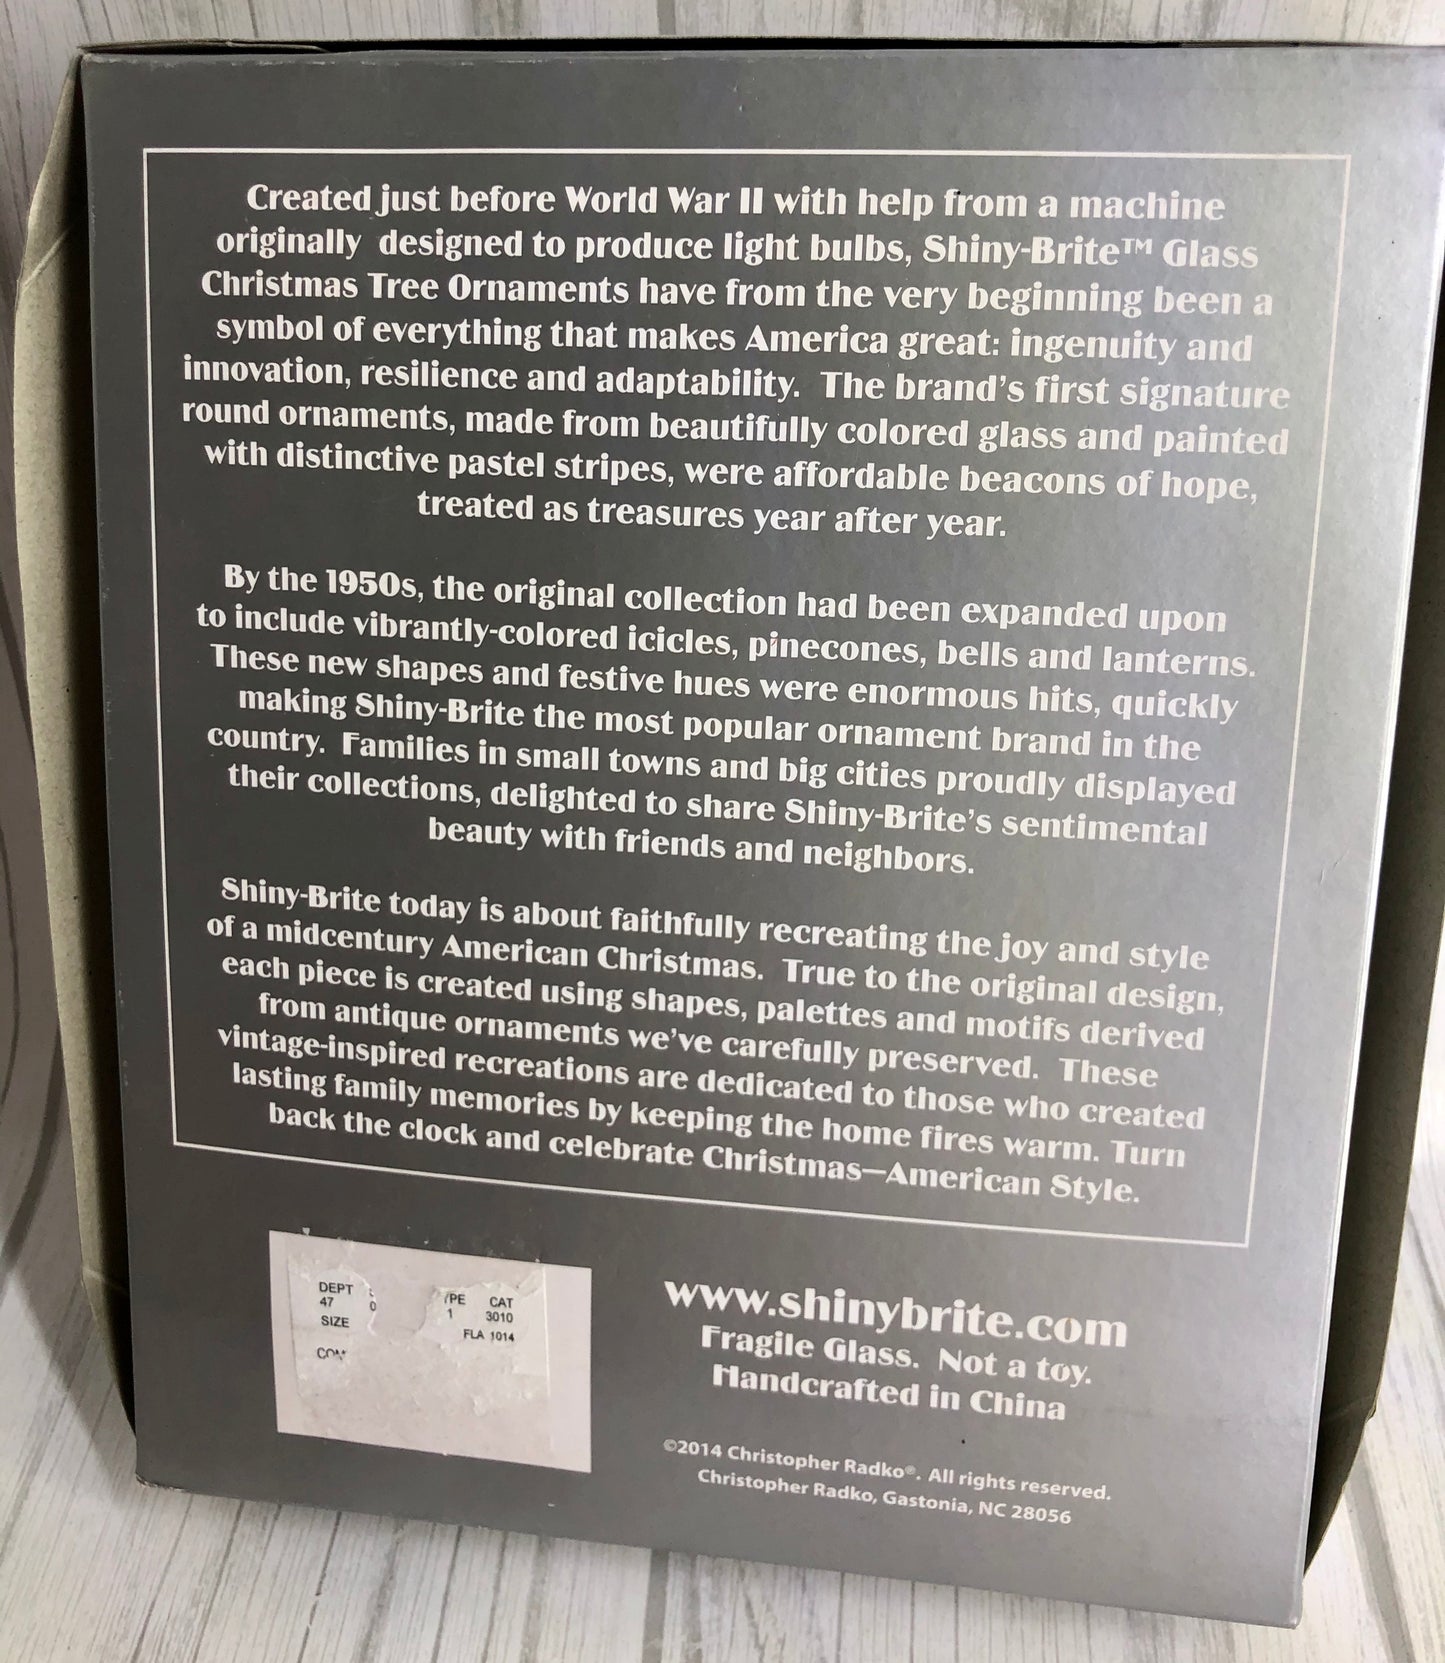 Created just before World War II with help from a machine
originally designed to produce light bulbs, Shiny-Brite™ Glass
Christmas Tree Ornaments have from the very beginning been a
symbol of everything that makes America great: ingenuity and
innovation, resilience and adaptability. The brand's first signature
round ornaments, made from beautifully colored glass and painted
with distinctive pastel stripes, were affordable beacons of hope,
treated as treasures year after year.
By the 1950s, the original collection had been expanded upon
to include vibrantly-colored icicles, pinecones, bells and lanterns.
These new shapes and festive hues were enormous hits, quickly
making Shiny-Brite the most popular ornament brand in the
country. Families in small towns and big cities proudly displayed
their collections, delighted to share Shiny-Brite's sentimental
beauty with friends and neighbors.
Shiny-Brite today is about faithfully recreating the joy and style
of a midcentury American Christmas. True to the original design,
each piece is created using shapes, palettes and motifs derived
from antique ornaments we've carefully preserved. These
vintage-inspired recreations are dedicated to those who created
lasting family memories by keeping the home fires warm. Turn
back the clock and celebrate Christmas—American Style.
DEPT CAT
47 0 1 3010
SIZE FLA 1014
www.shinybrite.com
Fragile Glass. Not a toy.
Handcrafted in China
©2014 Christopher Radko®. All rights reserved.
Christopher Radko, Gastonia, NC 28056